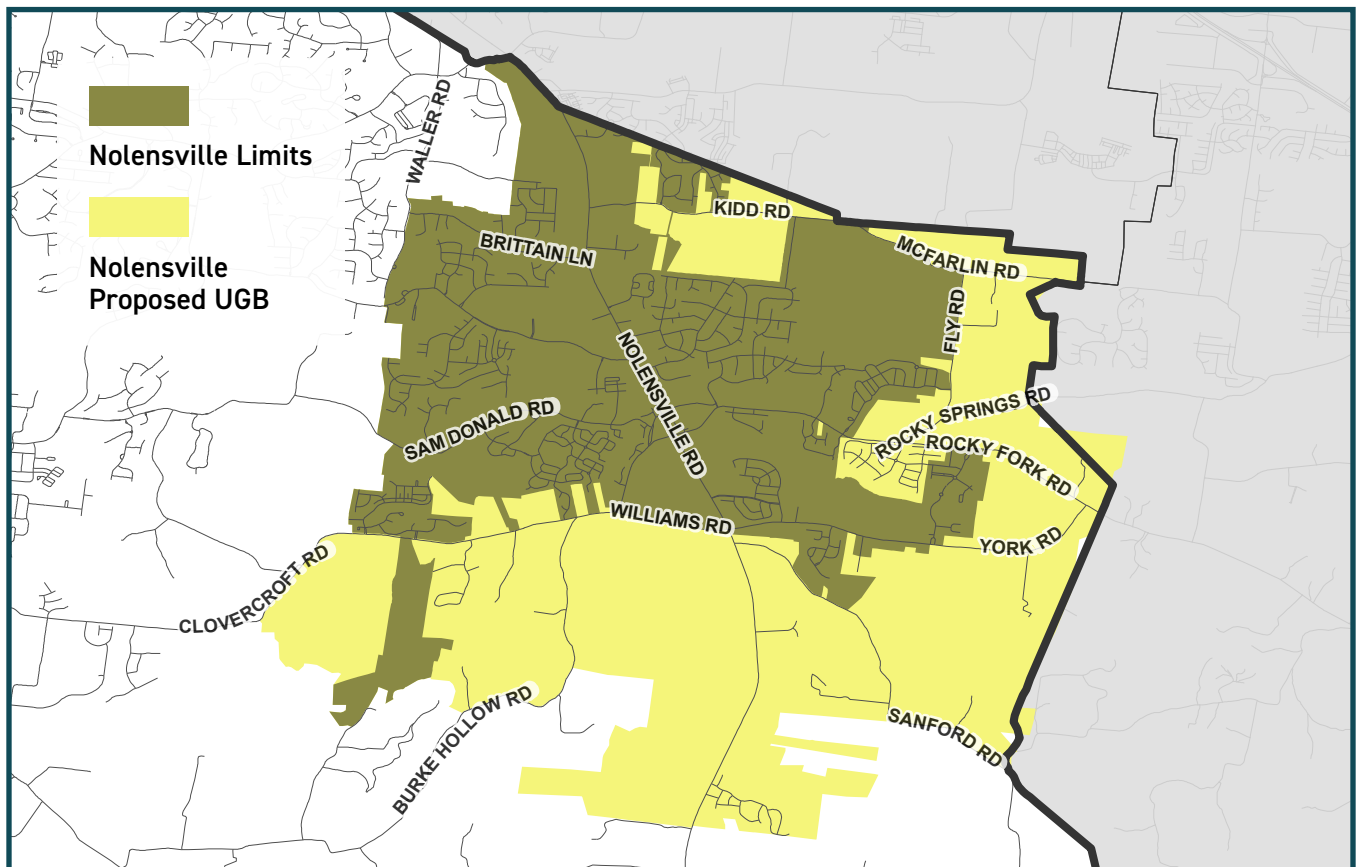 Nolensville Limits
Nolensville
Proposed UGB
WALLER RD
KIDD RD
BRITTAIN LN
MCFARLIN RD
FLY RD
NOLENSVILLE RD
SAM DONALD RD
ROCKY SPRINGS RD
ROCKY FORK RD
WILLIAMS RD
YORK RD
CLOVERCROFT RD
BURKE HOLLOW RD
SANFORD RD